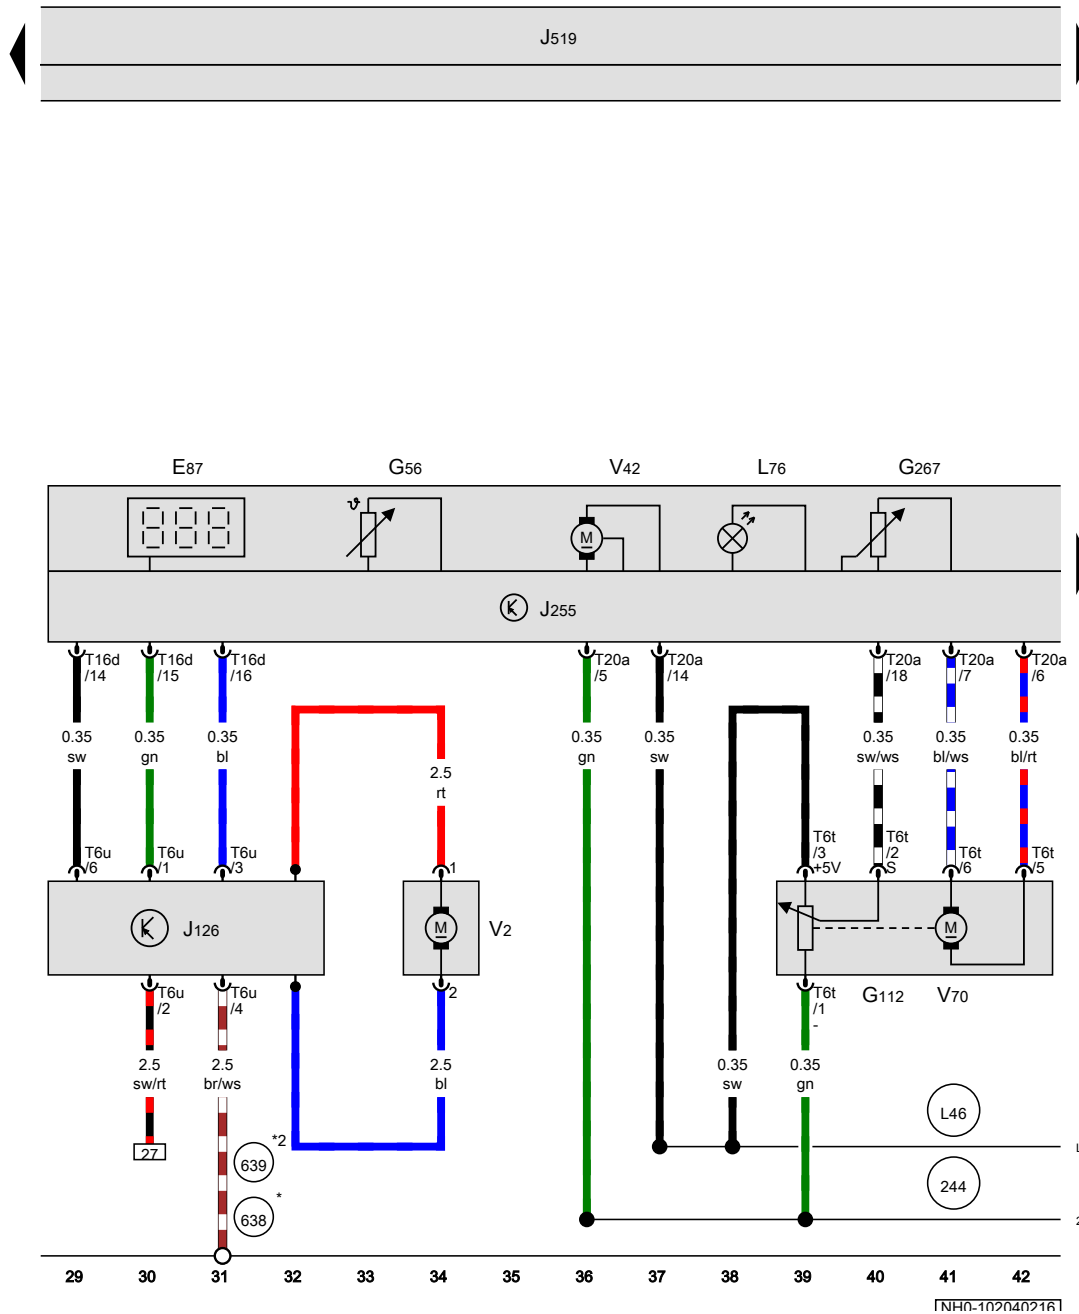 J519
E87 G56 V42 L76 G267
J255
T16d
/14
T16d
/15
T16d
/16
T20a
/5
T20a
/14
T20a
/18
T20a
/7
T20a
/6
0.35
sw
0.35
gn
0.35
bl
2.5
rt
0.35
gn
0.35
sw
0.35
sw/ws
0.35
bl/ws
0.35
bl/rt
T6u
/6
T6u
/1
T6u
/3
1
T6t
/3
+5V
T6t
/2
S
T6t
/6
T6t
/5
J126
M
V2
M
M
T6u
/2
T6u
/4
2
T6t
/1
-
G112 V70
2.5
sw/rt
2.5
br/ws
2.5
bl
0.35
sw
0.35
gn
L46
27
*2
639
244
*
638
29 30 31 32 33 34 35 36 37 38 39 40 41 42
NH0-102040216